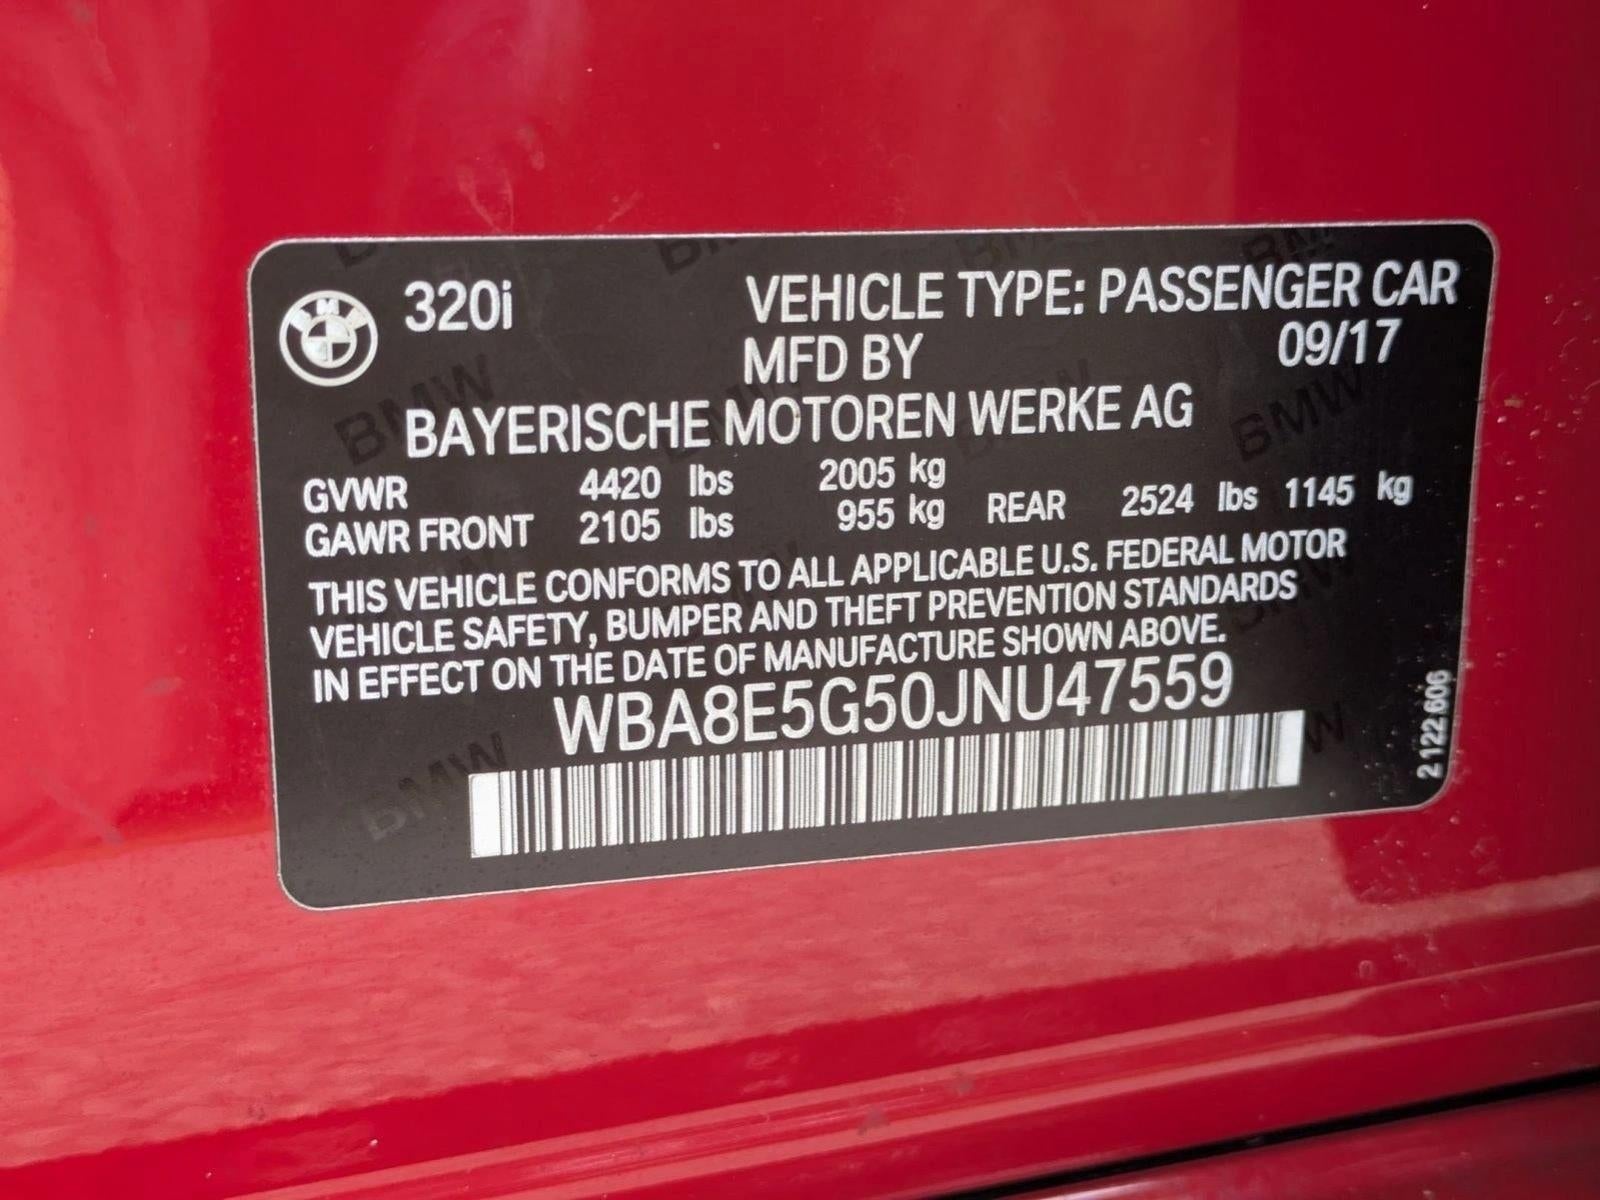 320i VEHICLE TYPE: PASSENGER CAR
MFD BY 09/17
BAYERISCHE MOTOREN WERKE AG
GVWR 4420 lbs 2005 kg
GAWR FRONT 2105 lbs 955 kg REAR 2524 lbs 1145 kg
THIS VEHICLE CONFORMS TO ALL APPLICABLE U.S. FEDERAL MOTOR
VEHICLE SAFETY, BUMPER AND THEFT PREVENTION STANDARDS
IN EFFECT ON THE DATE OF MANUFACTURE SHOWN ABOVE.
WBA8E5G50JNU47559
2 122 606